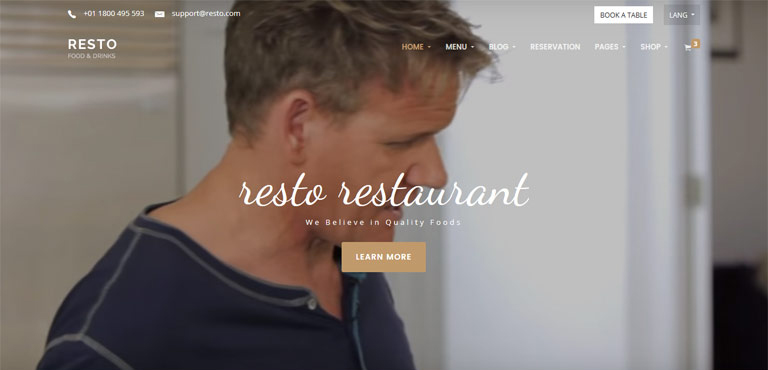 +01 1800 495 593 support@resto.com BOOK A TABLE LANG
RESTO
FOOD & DRINKS
HOME MENU BLOG RESERVATION PAGES SHOP 3
resto restaurant
We Believe in Quality Foods
LEARN MORE